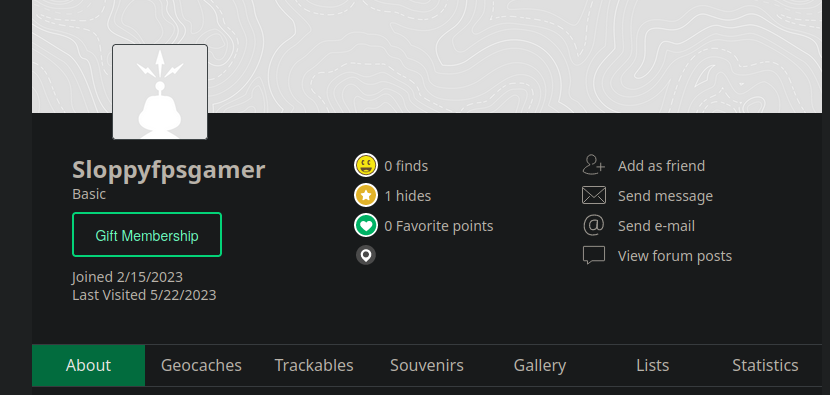 Sloppyfpsgamer
Basic
Gift Membership
Joined 2/15/2023
Last Visited 5/22/2023
0 finds
1 hides
0 Favorite points
Add as friend
Send message
Send e-mail
View forum posts
About Geocaches Trackables Souvenirs Gallery Lists Statistics